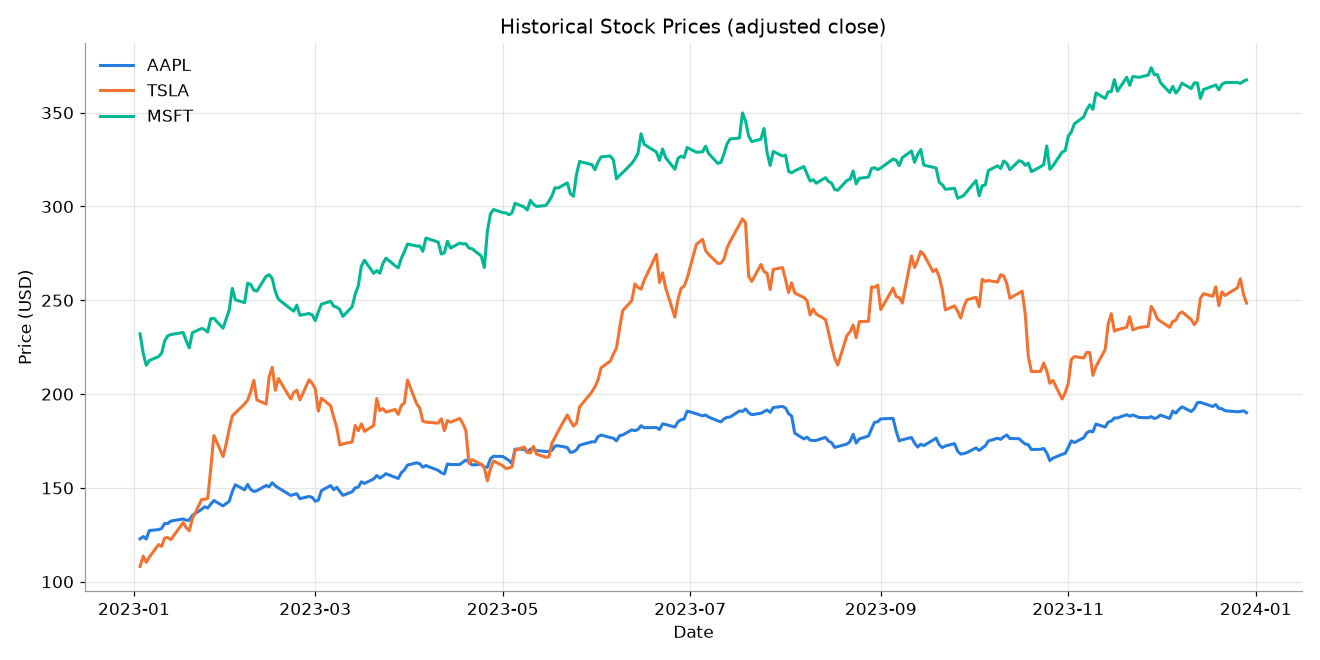 Historical Stock Prices (adjusted close)
AAPL
TSLA
MSFT
Price (USD)
350
300
250
200
150
100
2023-01
2023-03
2023-05
2023-07
2023-09
2023-11
2024-01
Date